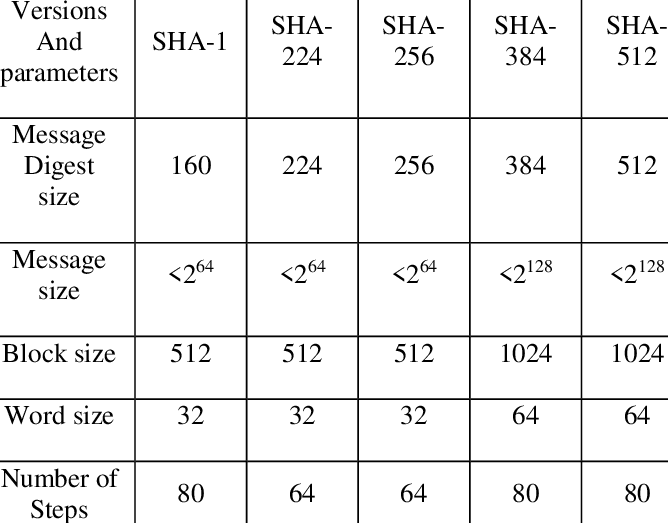 Versions And parameters SHA-1 SHA-224 SHA-256 SHA-384 SHA-512
Message Digest size 160 224 256 384 512
Message size <2^64 <2^64 <2^64 <2^128 <2^128
Block size 512 512 512 1024 1024
Word size 32 32 32 64 64
Number of Steps 80 64 64 80 80